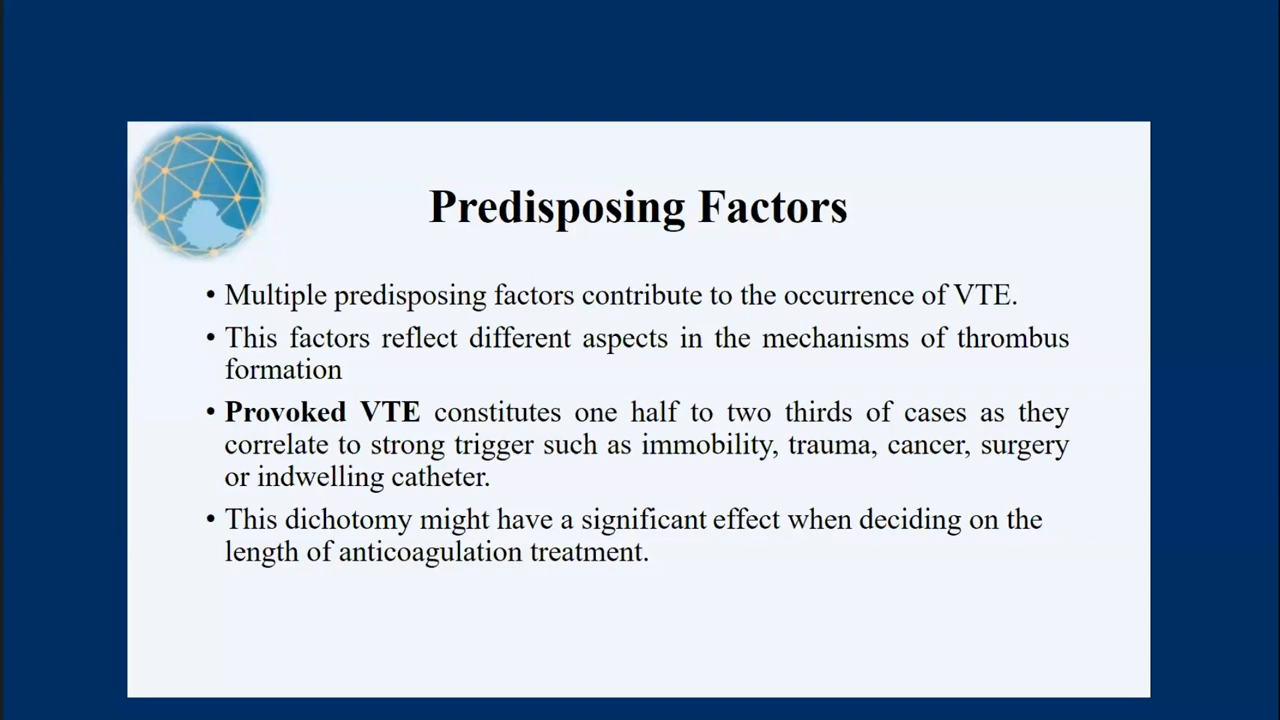 Predisposing Factors
• Multiple predisposing factors contribute to the occurrence of VTE.
• This factors reflect different aspects in the mechanisms of thrombus
formation
• Provoked VTE constitutes one half to two thirds of cases as they
correlate to strong trigger such as immobility, trauma, cancer, surgery
or indwelling catheter.
• This dichotomy might have a significant effect when deciding on the
length of anticoagulation treatment.